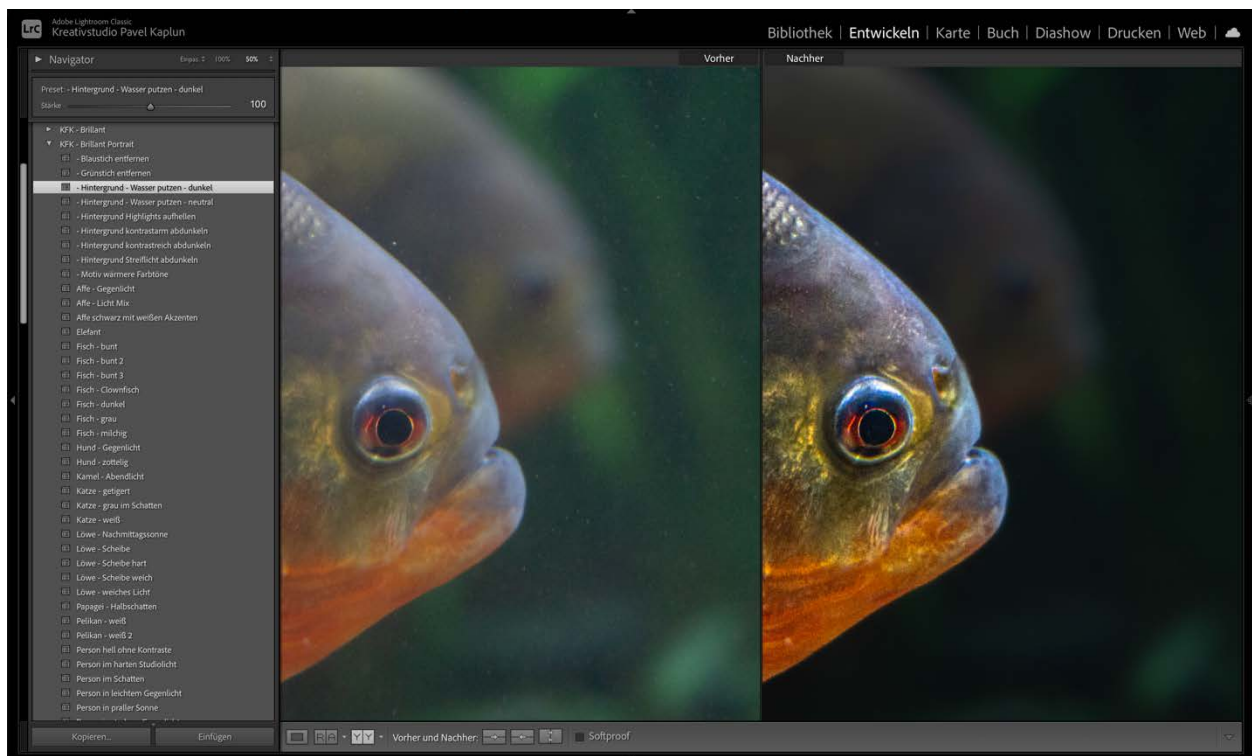 LrC
Adobe Lightroom Classic
Kreativstudio Pavel Kaplun
Bibliothek | Entwickeln | Karte | Buch | Diashow | Drucken | Web |
Navigator
Einpas. 100% 50%
Vorher
Nachher
Preset: - Hintergrund - Wasser putzen - dunkel
Stärke 100
KFK - Brillant
KFK - Brillant Portrait
- Blaustich entfernen
- Grünstich entfernen
- Hintergrund - Wasser putzen - dunkel
- Hintergrund - Wasser putzen - neutral
- Hintergrund Highlights aufhellen
- Hintergrund kontrastarm abdunkeln
- Hintergrund kontrastreich abdunkeln
- Hintergrund Streiflicht abdunkeln
- Motiv wärmere Farbtöne
Affe - Gegenlicht
Affe - Licht Mix
Affe schwarz mit weißen Akzenten
Elefant
Fisch - bunt
Fisch - bunt 2
Fisch - bunt 3
Fisch - Clownfisch
Fisch - dunkel
Fisch - grau
Fisch - milchig
Hund - Gegenlicht
Hund - zottelig
Kamel - Abendlicht
Katze - getigert
Katze - grau im Schatten
Katze - weiß
Löwe - Nachmittagssonne
Löwe - Scheibe
Löwe - Scheibe hart
Löwe - Scheibe weich
Löwe - weiches Licht
Papagei - Halbschatten
Pelikan - weiß
Pelikan - weiß 2
Person hell ohne Kontraste
Person im harten Studiolicht
Person im Schatten
Person in leichtem Gegenlicht
Person in praller Sonne
Kopieren... Einfügen
R A Y Y Vorher und Nachher: Softproof